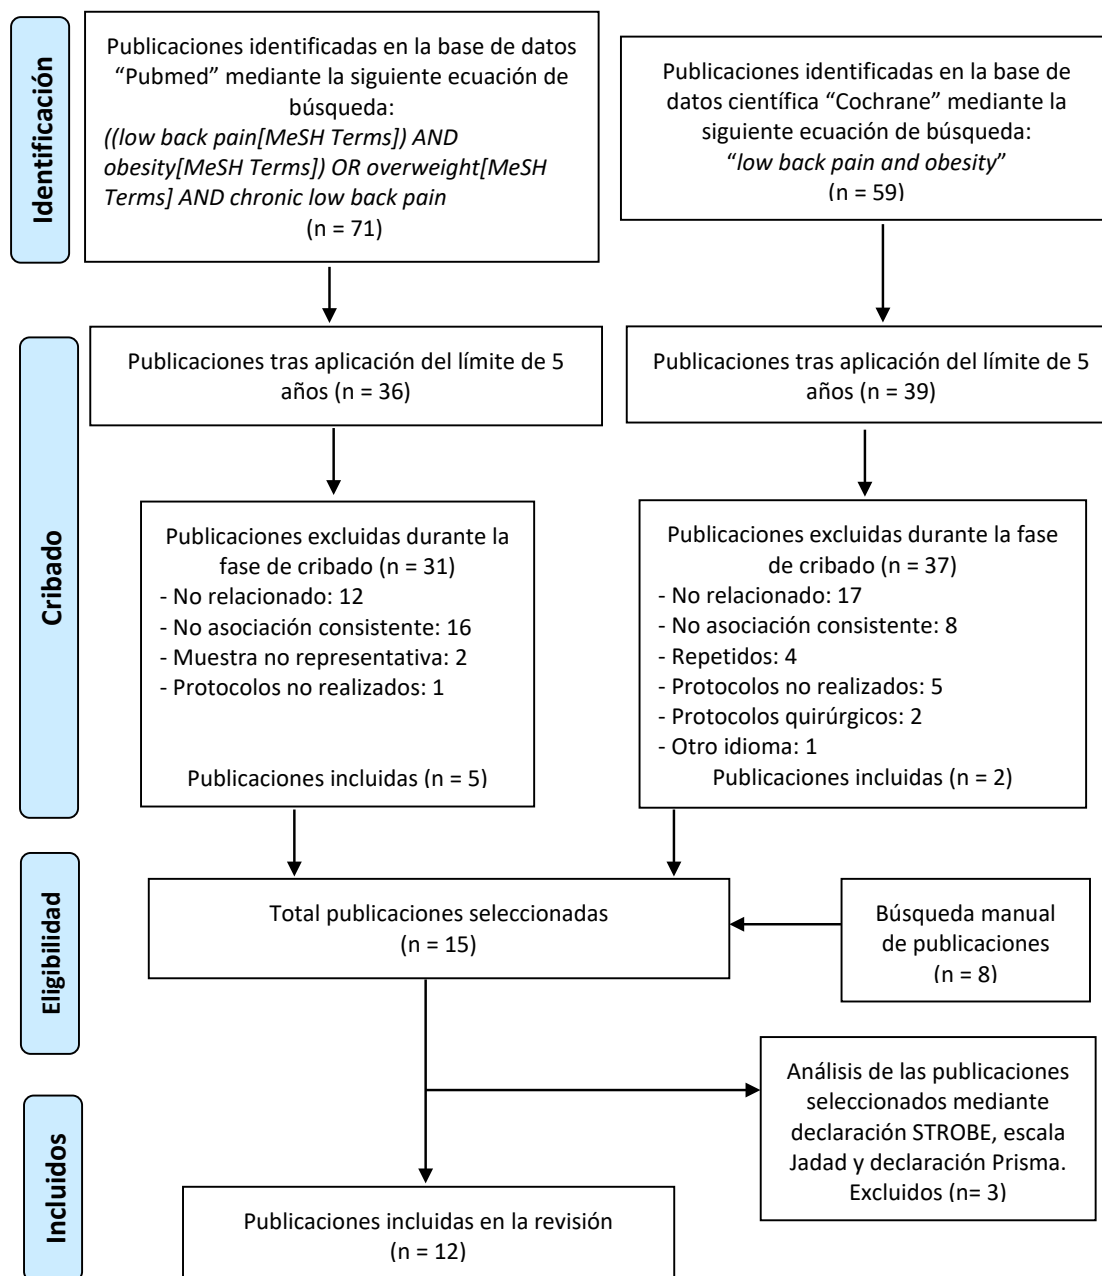 Identificación
Publicaciones identificadas en la base de datos
“Pubmed” mediante la siguiente ecuación de
búsqueda:
((low back pain[MeSH Terms]) AND
obesity[MeSH Terms]) OR overweight[MeSH
Terms] AND chronic low back pain
(n = 71)
Publicaciones identificadas en la base de
datos científica “Cochrane” mediante la
siguiente ecuación de búsqueda:
“low back pain and obesity”
(n = 59)
Cribado
Publicaciones tras aplicación del límite de 5
años (n = 36)
Publicaciones tras aplicación del límite de 5
años (n = 39)
Publicaciones excluidas durante la
fase de cribado (n = 31)
- No relacionado: 12
- No asociación consistente: 16
- Muestra no representativa: 2
- Protocolos no realizados: 1
Publicaciones incluidas (n = 5)
Publicaciones excluidas durante la fase
de cribado (n = 37)
- No relacionado: 17
- No asociación consistente: 8
- Repetidos: 4
- Protocolos no realizados: 5
- Protocolos quirúrgicos: 2
- Otro idioma: 1
Publicaciones incluidas (n = 2)
Eligibilidad
Total publicaciones seleccionadas
(n = 15)
Búsqueda manual
de publicaciones
(n = 8)
Análisis de las publicaciones
seleccionados mediante
declaración STROBE, escala
Jadad y declaración Prisma.
Excluidos (n= 3)
Incluidos
Publicaciones incluidas en la revisión
(n = 12)